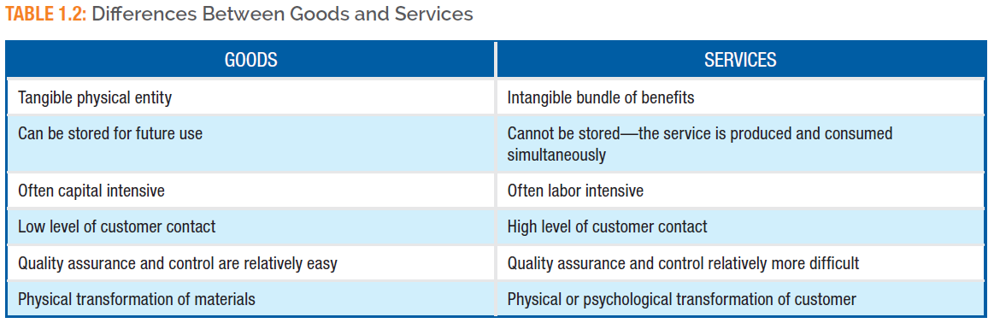 TABLE 1.2: Differences Between Goods and Services
GOODS
SERVICES
Tangible physical entity
Intangible bundle of benefits
Can be stored for future use
Cannot be stored—the service is produced and consumed
simultaneously
Often capital intensive
Often labor intensive
Low level of customer contact
High level of customer contact
Quality assurance and control are relatively easy
Quality assurance and control relatively more difficult
Physical transformation of materials
Physical or psychological transformation of customer